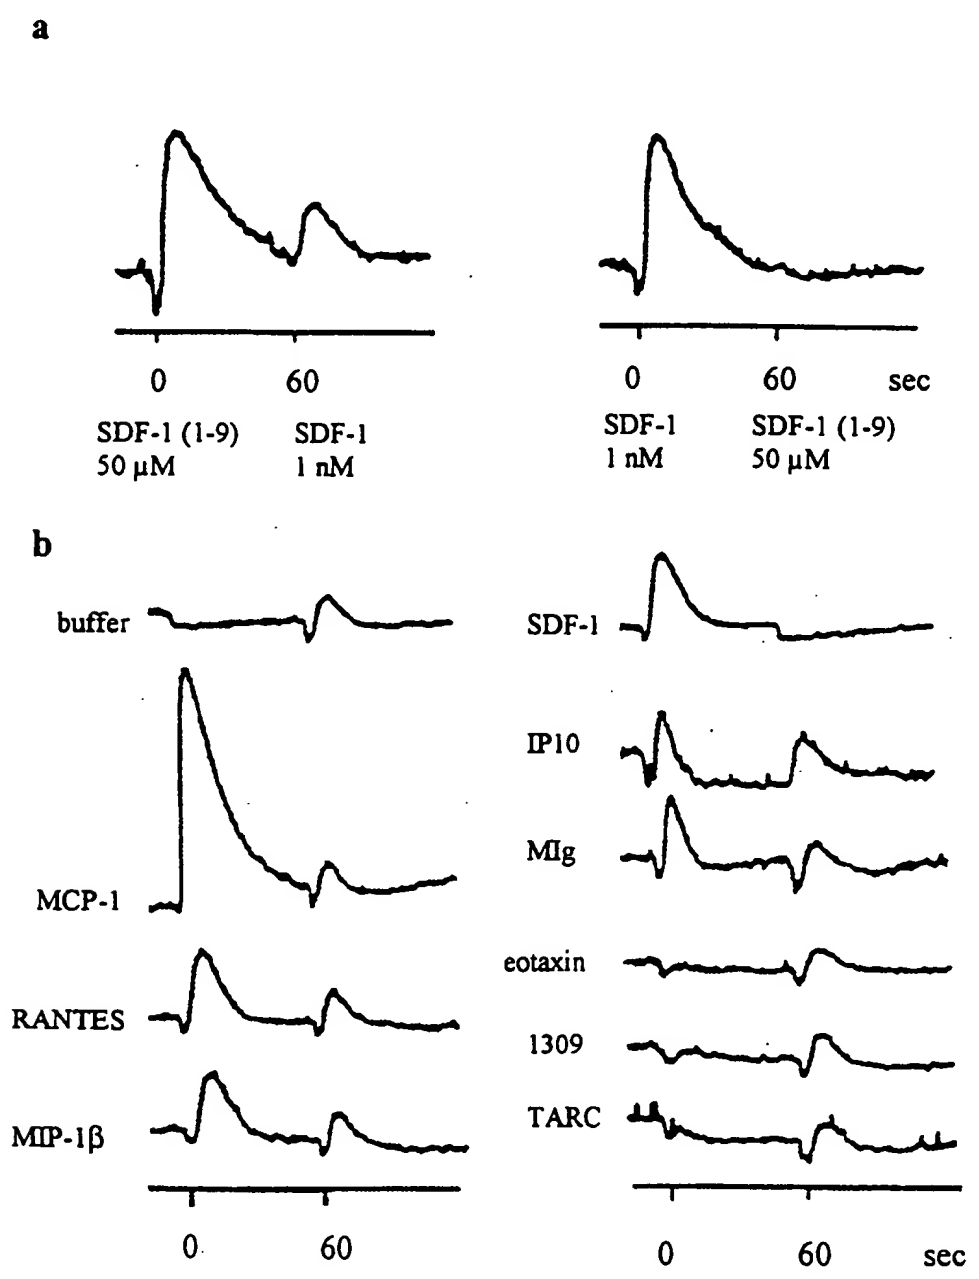 a
0 60
SDF-1 (1-9) SDF-1
50 μM 1 nM
0 60 sec
SDF-1 SDF-1 (1-9)
1 nM 50 μM
b
buffer
MCP-1
RANTES
MIP-1β
0 60
SDF-1
IP10
MIg
eotaxin
1309
TARC
0 60 sec